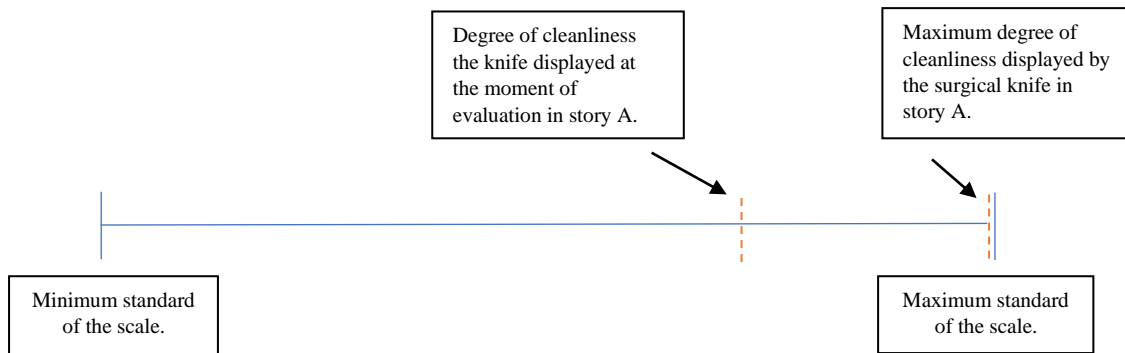 Degree of cleanliness
the knife displayed at
the moment of
evaluation in story A.
Maximum degree of
cleanliness displayed by
the surgical knife in
story A.
Minimum standard
of the scale.
Maximum standard
of the scale.